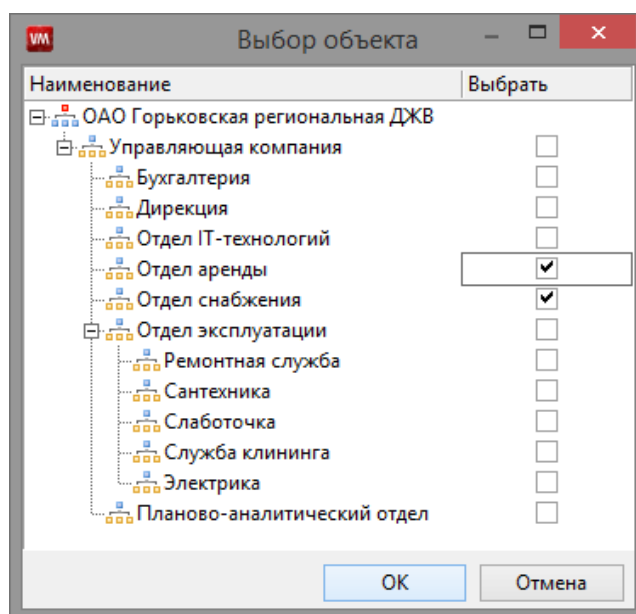 VM Выбор объекта
Наименование Выбрать
ОАО Горьковская региональная ДЖВ
Управляющая компания
Бухгалтерия
Дирекция
Отдел IT-технологий
Отдел аренды
Отдел снабжения
Отдел эксплуатации
Ремонтная служба
Сантехника
Слаботочка
Служба клининга
Электрика
Планово-аналитический отдел
ОК Отмена